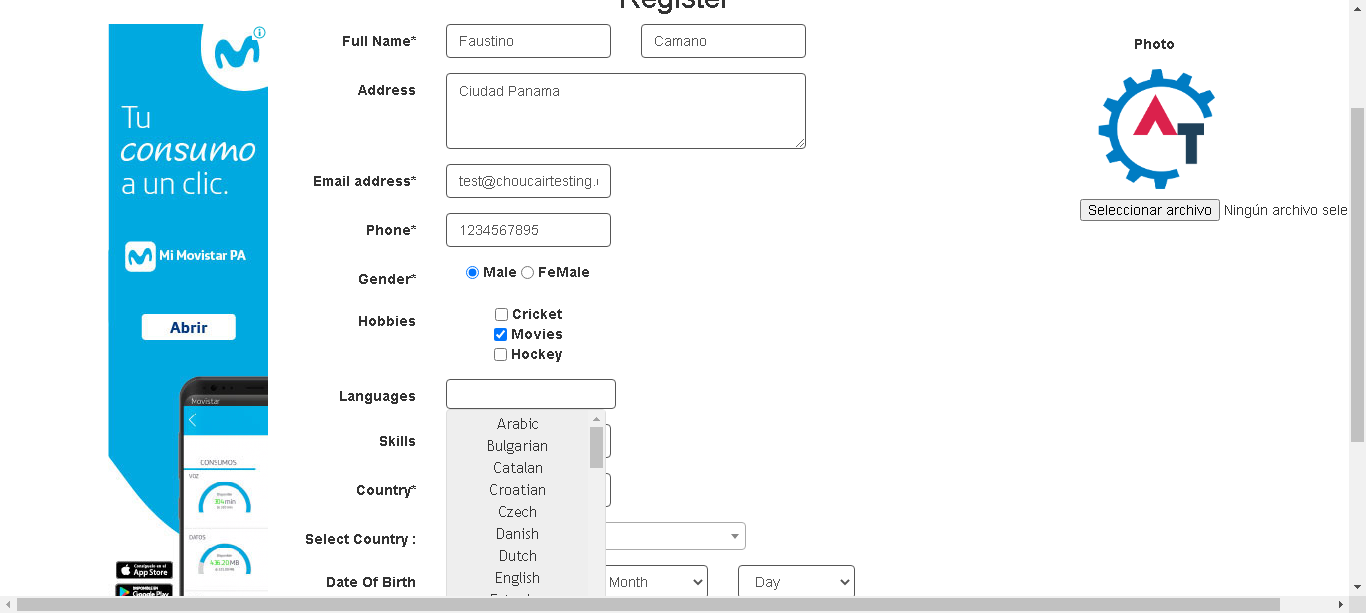 Register
Full Name*
Faustino
Camano
Photo
Address
Ciudad Panama
Email address*
test@choucairtesting.
Seleccionar archivo
Ningún archivo sele
Phone*
1234567895
Gender*
Male
FeMale
Hobbies
Cricket
Movies
Hockey
Languages
Arabic
Bulgarian
Catalan
Croatian
Czech
Danish
Dutch
English
Skills
Country*
Select Country :
Date Of Birth
Month
Day
Tu
consumo
a un clic.
Mi Movistar PA
Abrir
Movistar
CONSUMOS
VOZ
304 min
DATOS
436.20 MB
App Store
Google Play
AT